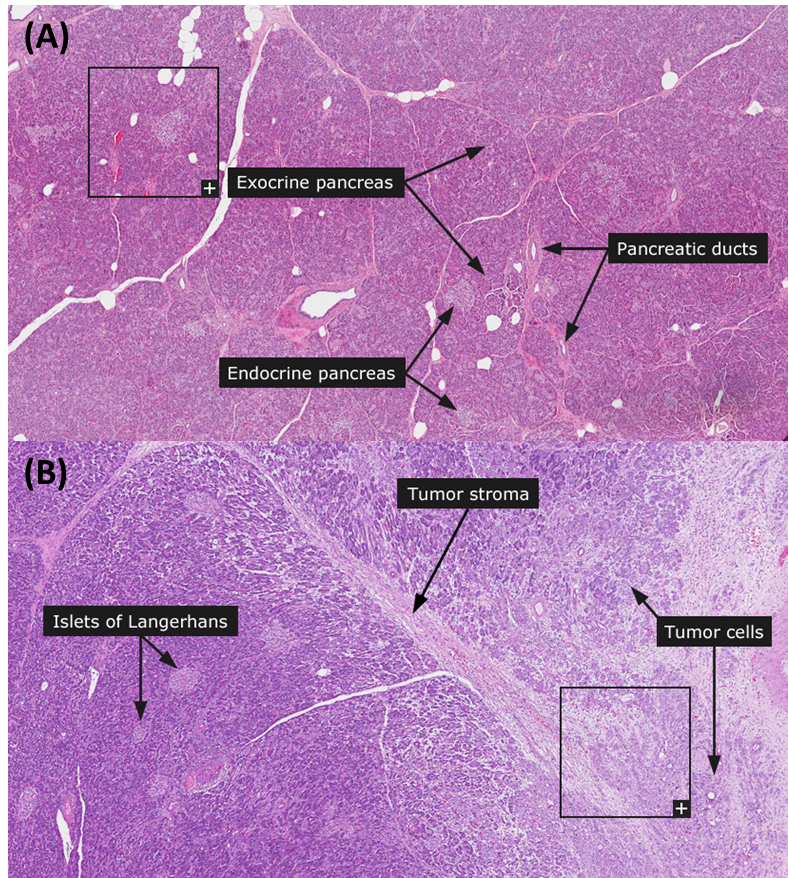 (A)
+
Exocrine pancreas
Pancreatic ducts
Endocrine pancreas
(B)
Tumor stroma
Islets of Langerhans
Tumor cells
+